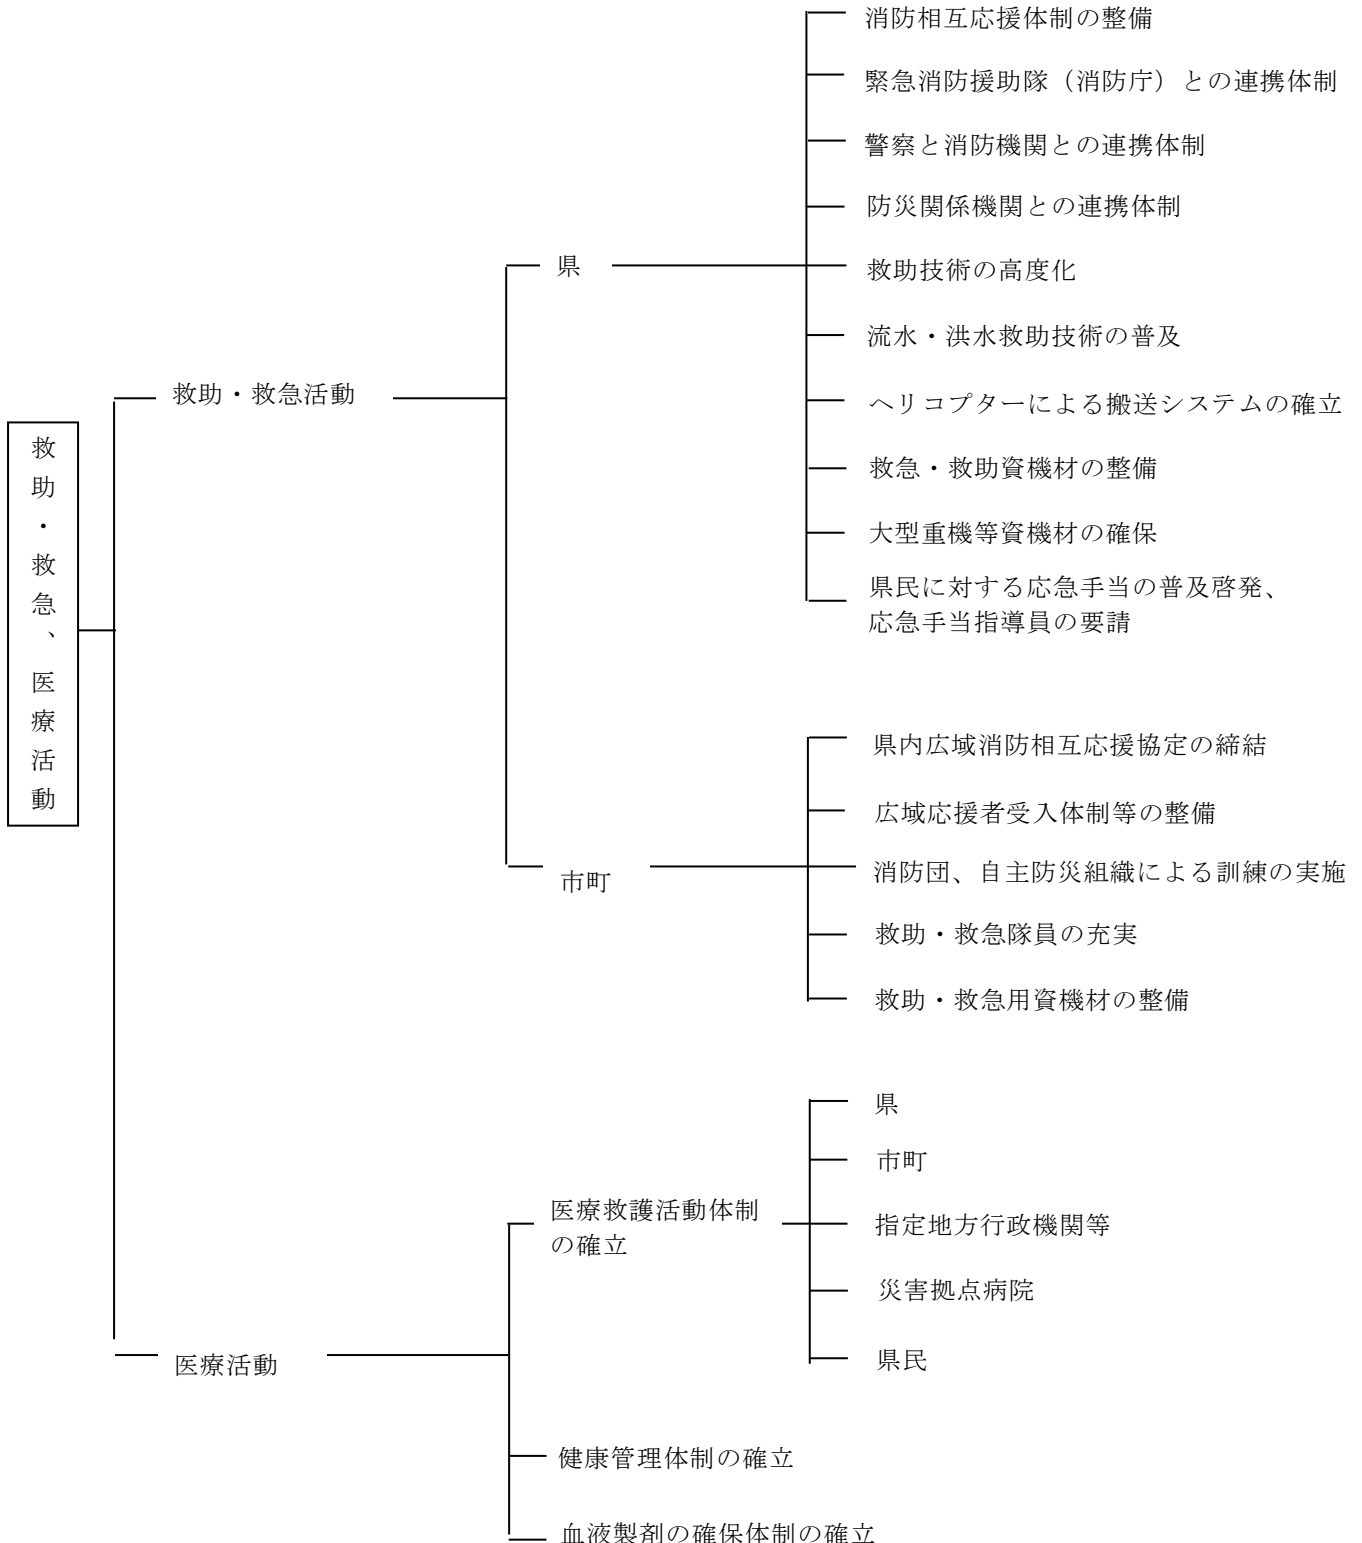 救助・救急、医療活動
救助・救急活動
県
消防相互応援体制の整備
緊急消防援助隊（消防庁）との連携体制
警察と消防機関との連携体制
防災関係機関との連携体制
救助技術の高度化
流水・洪水救助技術の普及
ヘリコプターによる搬送システムの確立
救急・救助資機材の整備
大型重機等資機材の確保
県民に対する応急手当の普及啓発、
応急手当指導員の要請
市町
県内広域消防相互応援協定の締結
広域応援者受入体制等の整備
消防団、自主防災組織による訓練の実施
救助・救急隊員の充実
救助・救急用資機材の整備
医療活動
医療救護活動体制
の確立
県
市町
指定地方行政機関等
災害拠点病院
県民
健康管理体制の確立
血液製剤の確保体制の確立